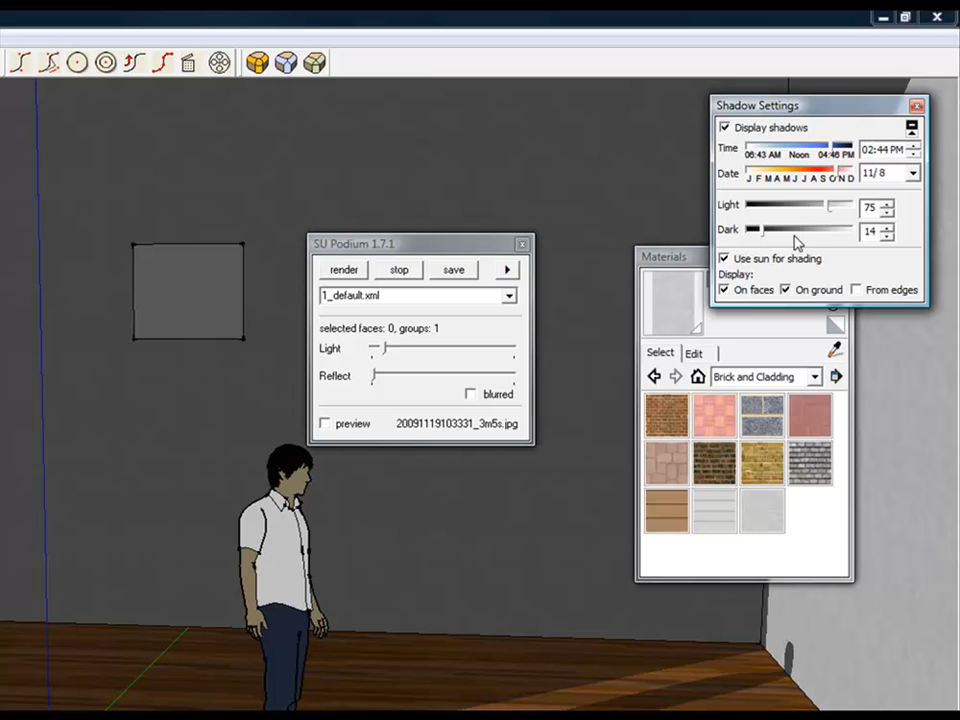 Shadow Settings
Display shadows
Time 06:43 AM Noon 04:46 PM 02:44 PM
Date J F M A M J J A S O N D 11/ 8
Light 75
Dark 14
Use sun for shading
Display:
On faces On ground From edges
SU Podium 1.7.1
render stop save
1_default.xml
selected faces: 0, groups: 1
Light
Reflect
blurred
preview 20091119103331_3m5s.jpg
Materials
Select Edit
Brick and Cladding